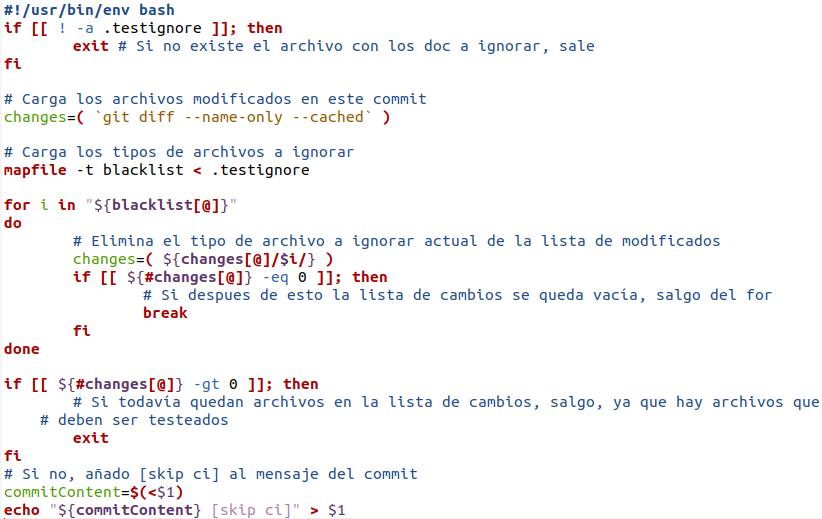 #!/usr/bin/env bash
if [[ ! -a .testignore ]]; then
        exit # Si no existe el archivo con los doc a ignorar, sale
fi

# Carga los archivos modificados en este commit
changes=( `git diff --name-only --cached` )

# Carga los tipos de archivos a ignorar
mapfile -t blacklist < .testignore

for i in "${blacklist[@]}"
do
        # Elimina el tipo de archivo a ignorar actual de la lista de modificados
        changes=( ${changes[@]/$i/} )
        if [[ ${#changes[@]} -eq 0 ]]; then
                # Si despues de esto la lista de cambios se queda vacía, salgo del for
                break
        fi
done

if [[ ${#changes[@]} -gt 0 ]]; then
        # Si todavía quedan archivos en la lista de cambios, salgo, ya que hay archivos que
    # deben ser testeados
        exit
fi
# Si no, añado [skip ci] al mensaje del commit
commitContent=$(<$1)
echo "${commitContent} [skip ci]" > $1